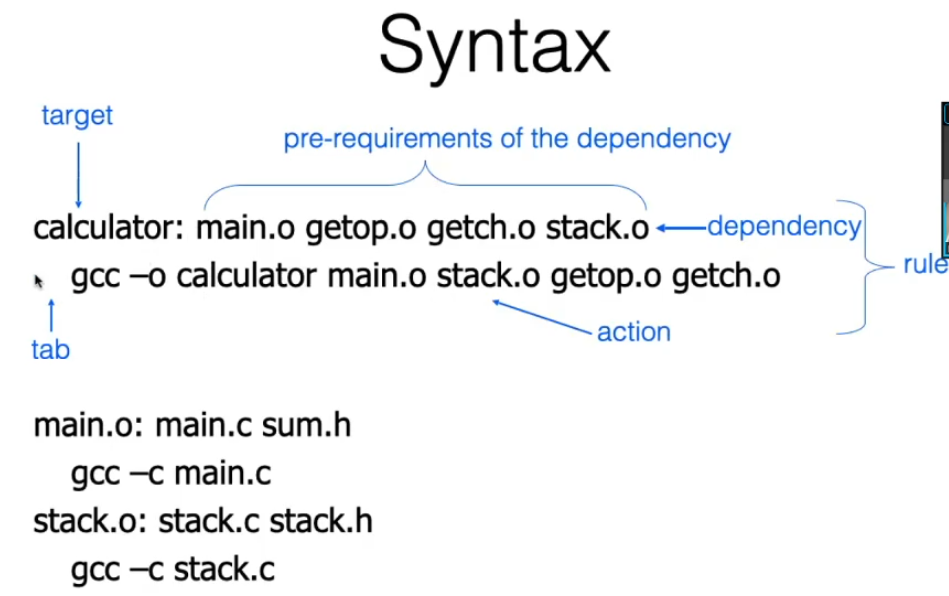 Syntax
target
pre-requirements of the dependency
calculator: main.o getop.o getch.o stack.o
dependency
gcc –o calculator main.o stack.o getop.o getch.o
rule
action
tab
main.o: main.c sum.h
gcc –c main.c
stack.o: stack.c stack.h
gcc –c stack.c